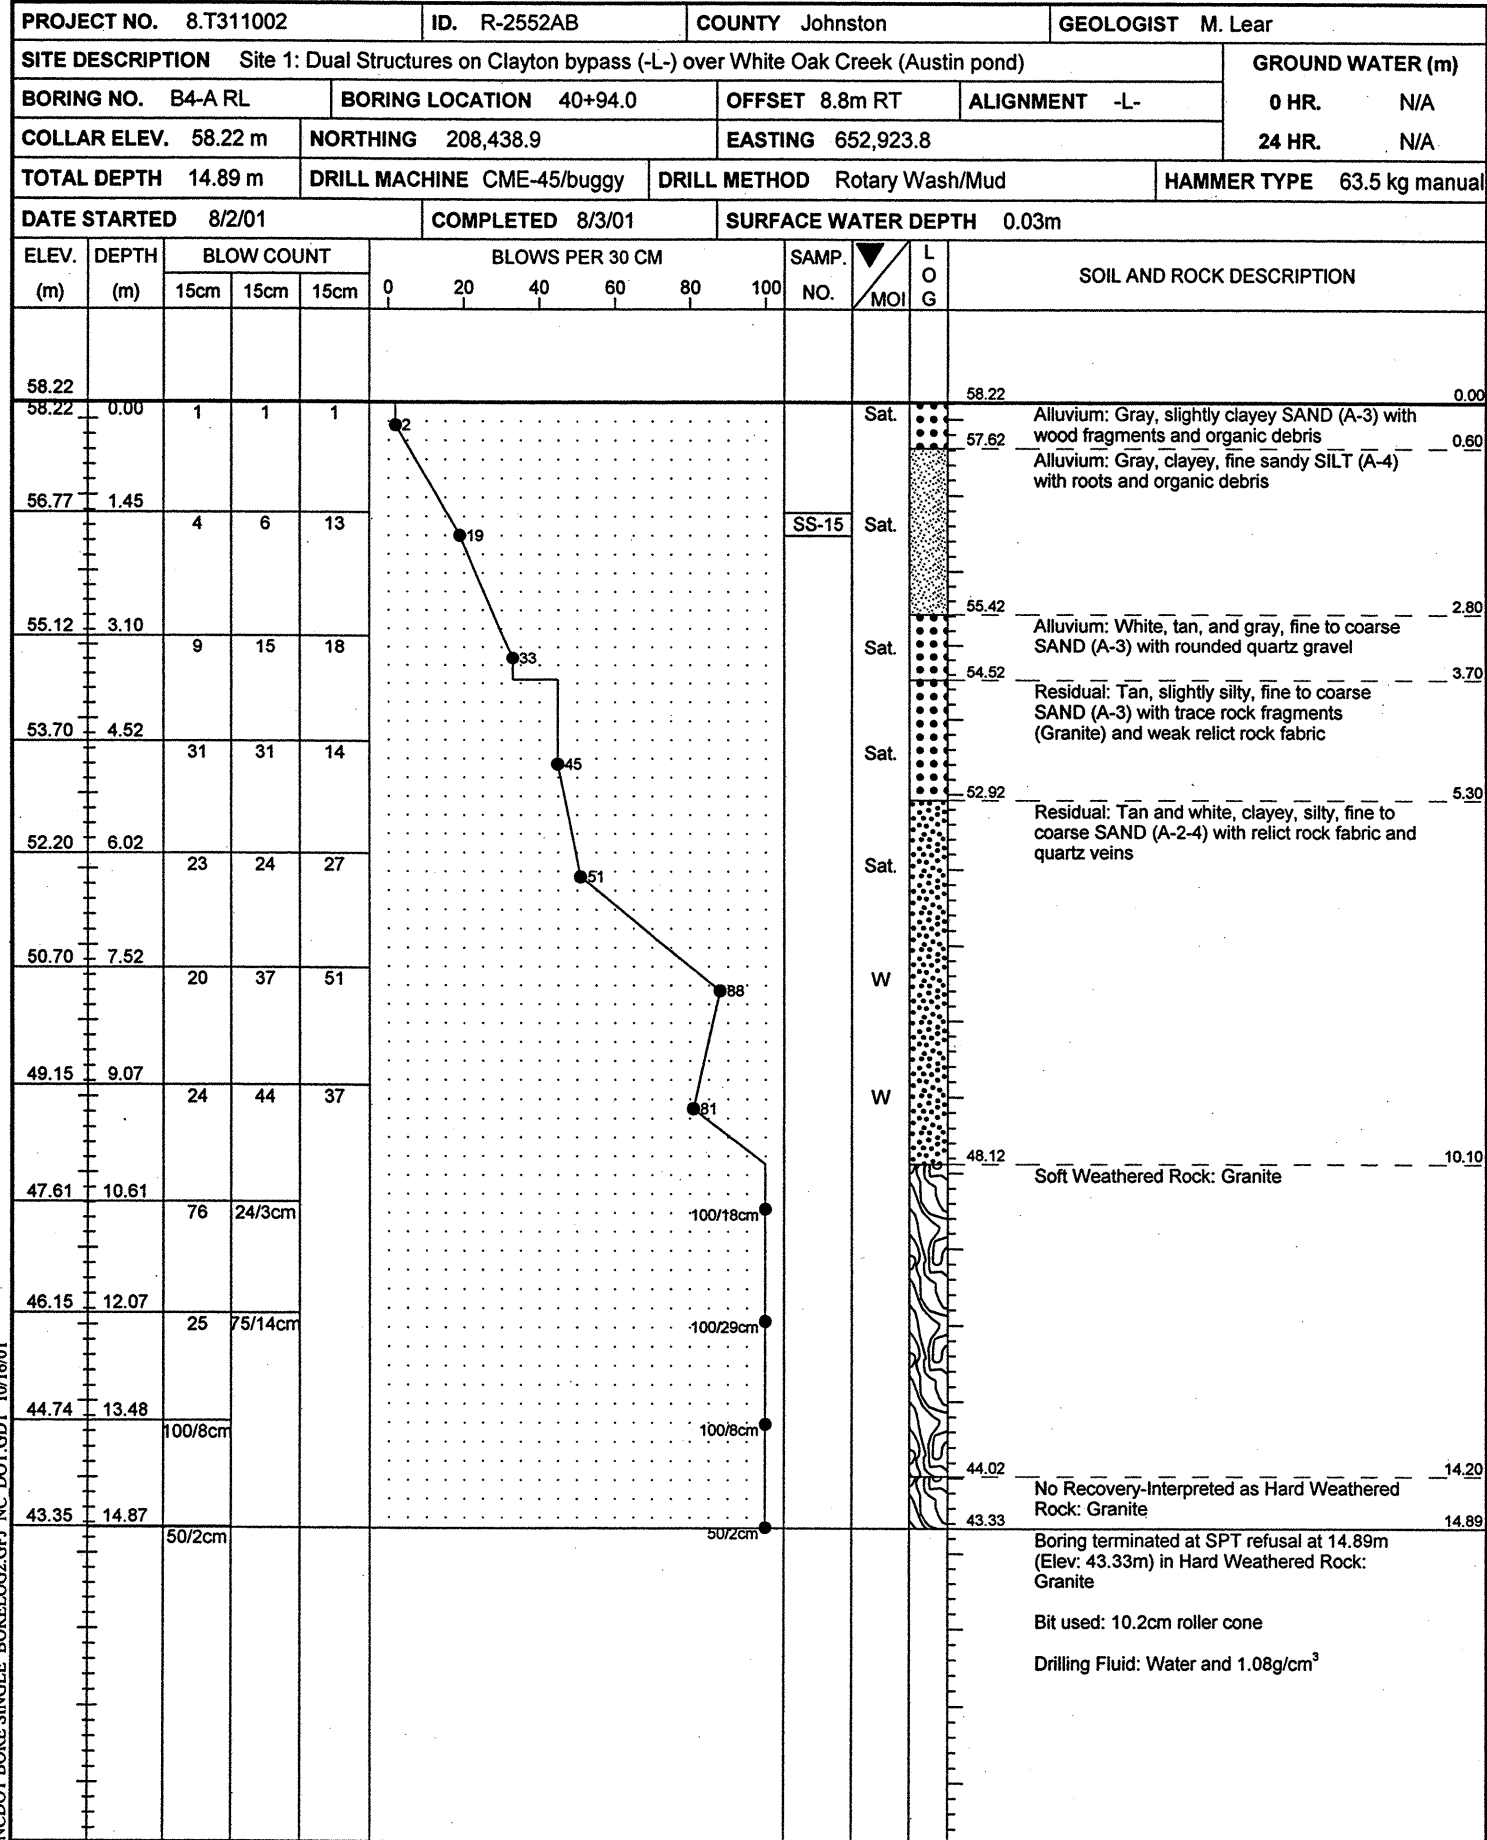 PROJECT NO. 8.T311002 ID. R-2552AB COUNTY Johnston GEOLOGIST M. Lear
SITE DESCRIPTION Site 1: Dual Structures on Clayton bypass (-L-) over White Oak Creek (Austin pond) GROUND WATER (m)
BORING NO. B4-A RL BORING LOCATION 40+94.0 OFFSET 8.8m RT ALIGNMENT -L- 0 HR. N/A
COLLAR ELEV. 58.22 m NORTHING 208,438.9 EASTING 652,923.8 24 HR. N/A
TOTAL DEPTH 14.89 m DRILL MACHINE CME-45/buggy DRILL METHOD Rotary Wash/Mud HAMMER TYPE 63.5 kg manual
DATE STARTED 8/2/01 COMPLETED 8/3/01 SURFACE WATER DEPTH 0.03m
ELEV. DEPTH BLOW COUNT BLOWS PER 30 CM SAMP. L
O SOIL AND ROCK DESCRIPTION
(m) (m) 15cm 15cm 15cm 0 20 40 60 80 100 NO. MOI G
58.22
58.22 0.00
58.22 0.00 1 1 1 Sat. Alluvium: Gray, slightly clayey SAND (A-3) with
2 wood fragments and organic debris
57.62 0.60
Alluvium: Gray, clayey, fine sandy SILT (A-4)
with roots and organic debris
56.77 1.45
4 6 13 SS-15 Sat.
19
55.42 2.80
55.12 3.10 Alluvium: White, tan, and gray, fine to coarse
9 15 18 Sat. SAND (A-3) with rounded quartz gravel
33
54.52 3.70
Residual: Tan, slightly silty, fine to coarse
SAND (A-3) with trace rock fragments
53.70 4.52 (Granite) and weak relict rock fabric
31 31 14 Sat.
45
52.92 5.30
Residual: Tan and white, clayey, silty, fine to
coarse SAND (A-2-4) with relict rock fabric and
52.20 6.02 quartz veins
23 24 27 Sat.
51
50.70 7.52
20 37 51 W
88
49.15 9.07
24 44 37 W
81
48.12 10.10
Soft Weathered Rock: Granite
47.61 10.61
76 24/3cm 100/18cm
46.15 12.07
25 75/14cm 100/29cm
44.74 13.48
100/8cm 100/8cm
44.02 14.20
No Recovery-Interpreted as Hard Weathered
Rock: Granite
43.35 14.87
43.33 14.89
50/2cm 50/2cm Boring terminated at SPT refusal at 14.89m
(Elev: 43.33m) in Hard Weathered Rock:
Granite
Bit used: 10.2cm roller cone
Drilling Fluid: Water and 1.08g/cm³
NCDOT BORE SINGLE BORELOG2.GPJ NC DOT.GDT 10/18/01